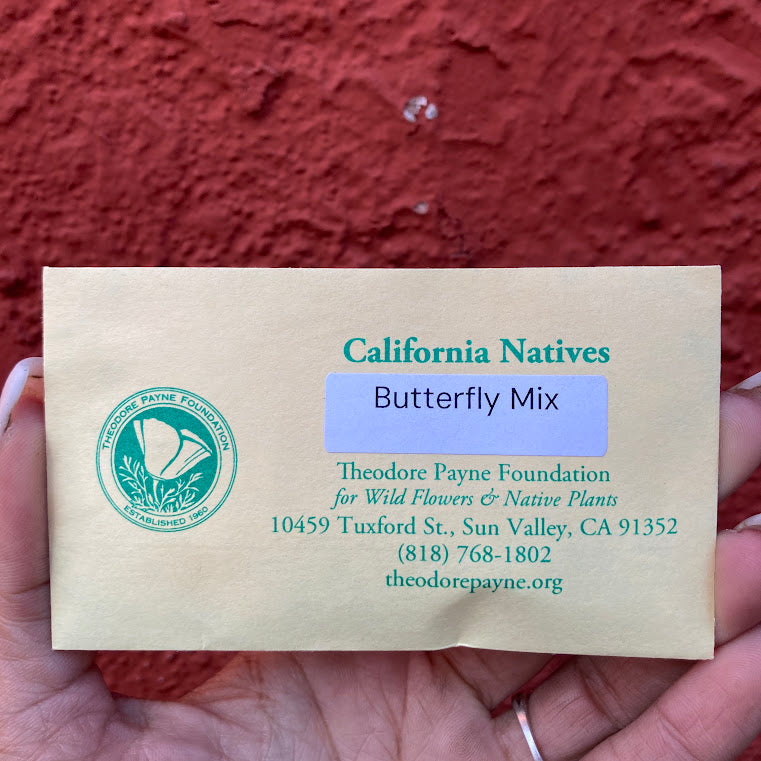 THEODORE PAYNE FOUNDATION
ESTABLISHED 1960
California Natives
Butterfly Mix
Theodore Payne Foundation
for Wild Flowers & Native Plants
10459 Tuxford St., Sun Valley, CA 91352
(818) 768-1802
theodorepayne.org